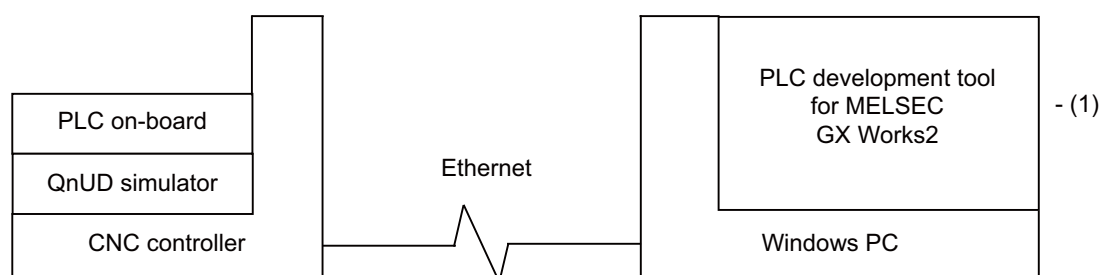 PLC on-board
QnUD simulator
CNC controller
Ethernet
PLC development tool
for MELSEC
GX Works2
- (1)
Windows PC